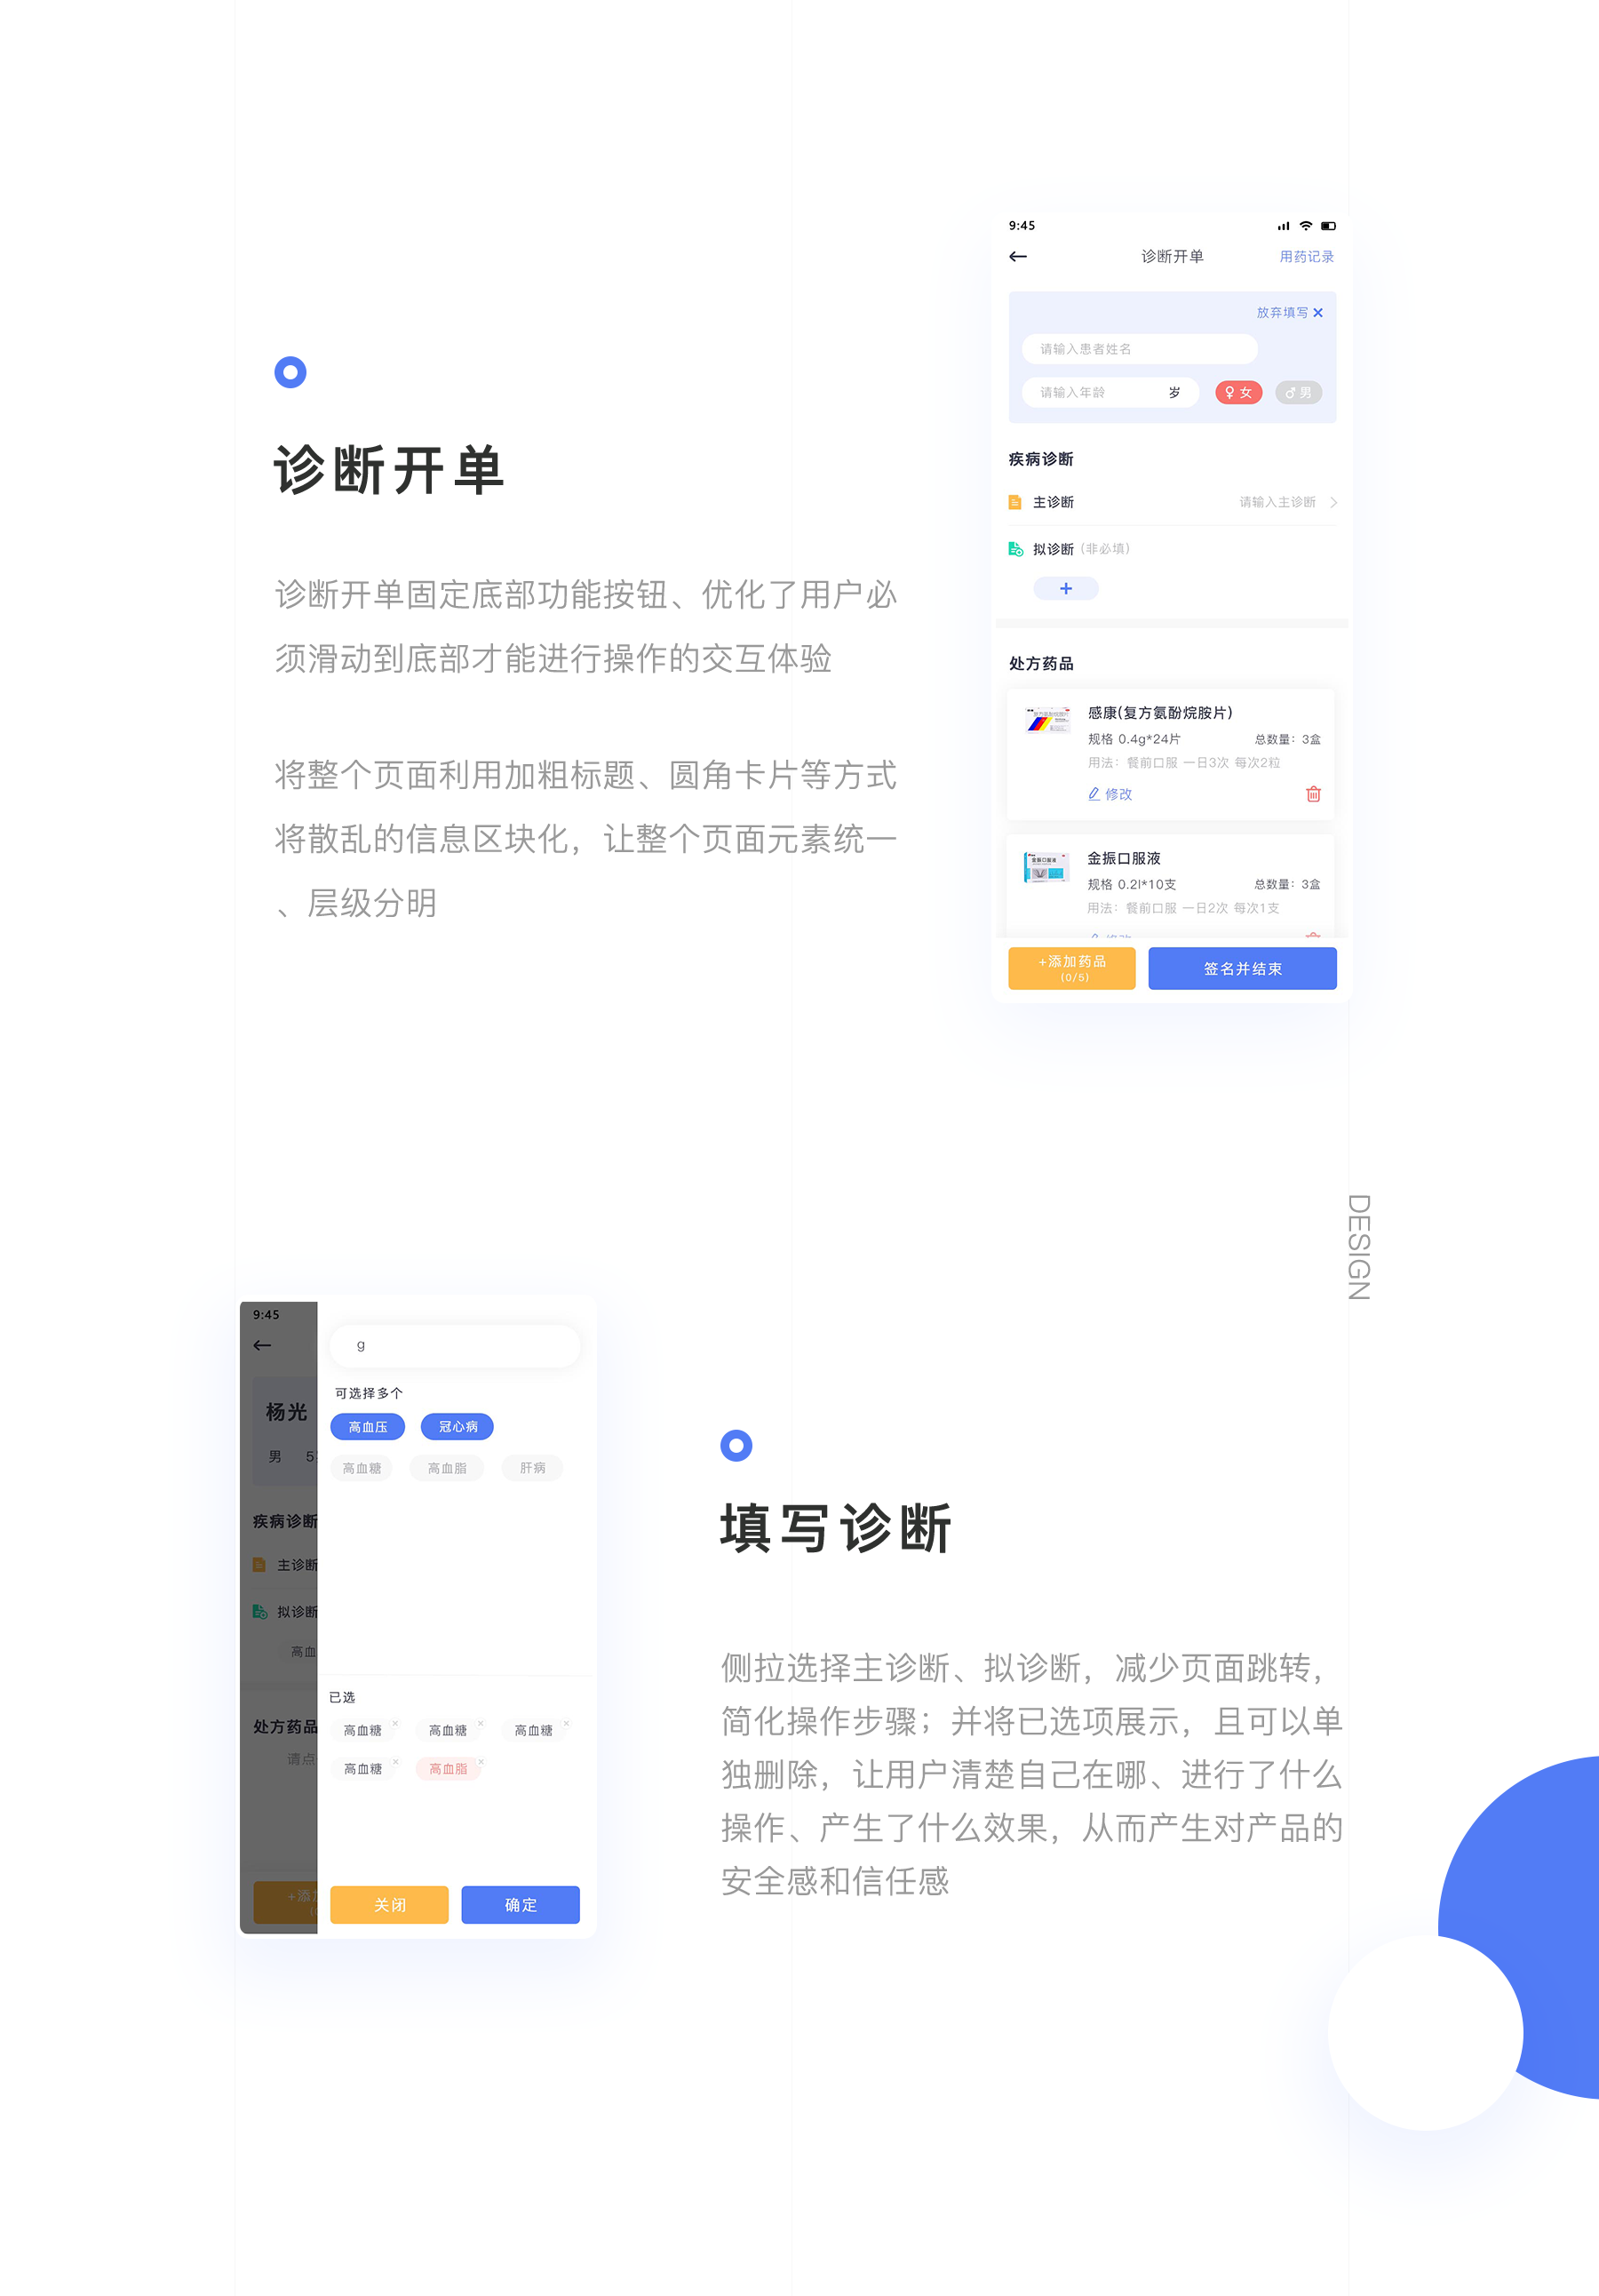 9:45
诊断开单
用药记录
放弃填写
请输入患者姓名
请输入年龄 岁 女 男
疾病诊断
主诊断 请输入主诊断
拟诊断 (非必填)
处方药品
感康(复方氨酚烷胺片)
规格 0.4g*24片 总数量：3盒
用法：餐前口服 一日3次 每次2粒
修改
金振口服液
规格 0.2l*10支 总数量：3盒
用法：餐前口服 一日2次 每次1支
+添加药品
(0/5)
签名并结束
诊断开单
诊断开单固定底部功能按钮、优化了用户必
须滑动到底部才能进行操作的交互体验
将整个页面利用加粗标题、圆角卡片等方式
将散乱的信息区块化，让整个页面元素统一
、层级分明
DESIGN
9:45
杨光
男 5
疾病诊断
主诊断
拟诊断
高血
处方药品
请点
+添加
g
可选择多个
高血压 冠心病
高血糖 高血脂 肝病
已选
高血糖 高血糖 高血糖
高血糖 高血脂
关闭 确定
填写诊断
侧拉选择主诊断、拟诊断，减少页面跳转，
简化操作步骤；并将已选项展示，且可以单
独删除，让用户清楚自己在哪、进行了什么
操作、产生了什么效果，从而产生对产品的
安全感和信任感